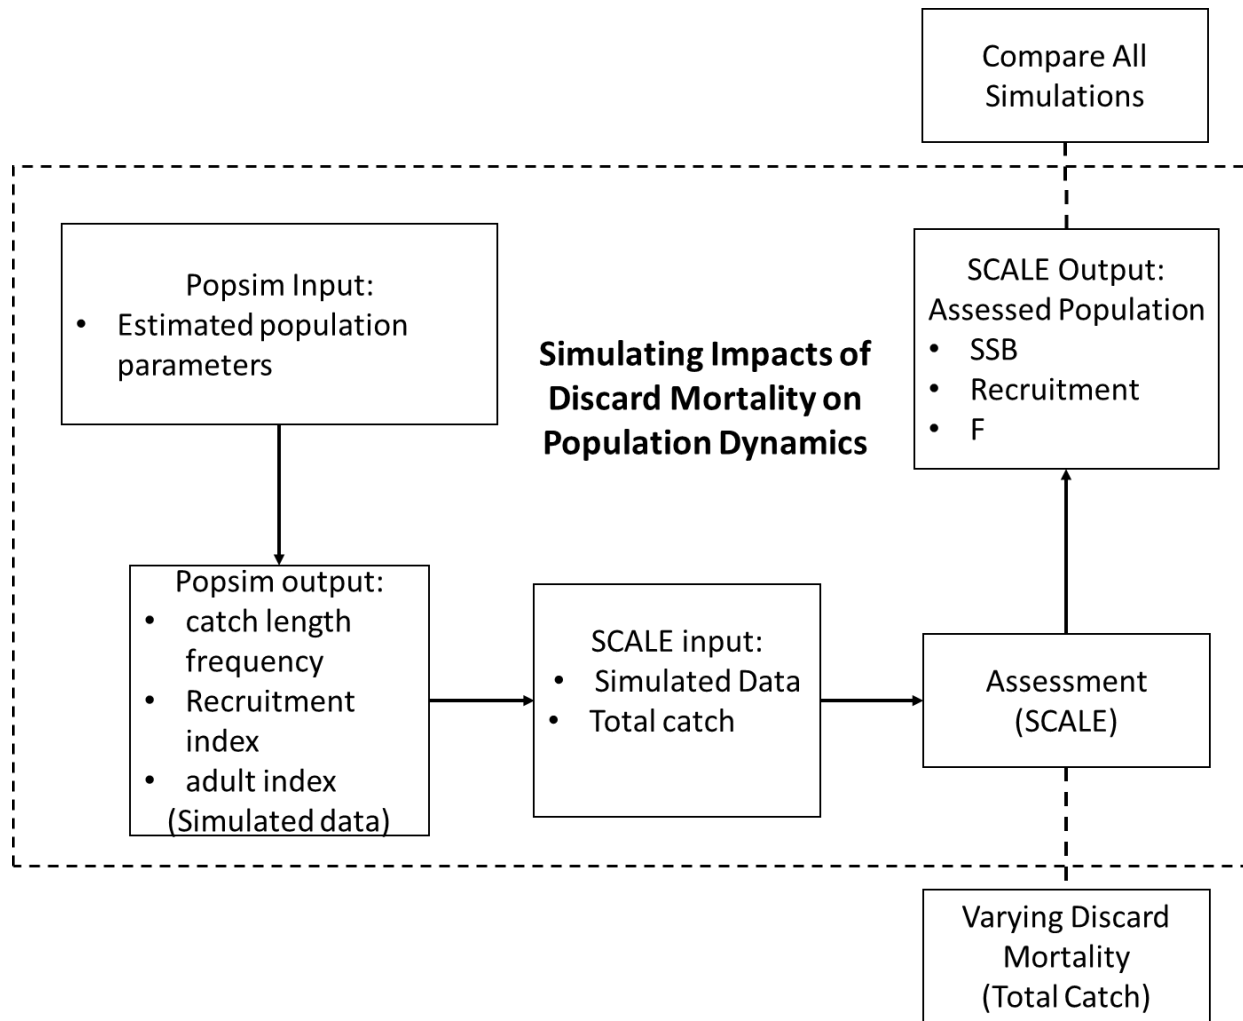 Compare All
Simulations
Popsim Input:
• Estimated population
parameters
Simulating Impacts of
Discard Mortality on
Population Dynamics
SCALE Output:
Assessed Population
• SSB
• Recruitment
• F
Popsim output:
• catch length
frequency
• Recruitment
index
• adult index
(Simulated data)
SCALE input:
• Simulated Data
• Total catch
Assessment
(SCALE)
Varying Discard
Mortality
(Total Catch)